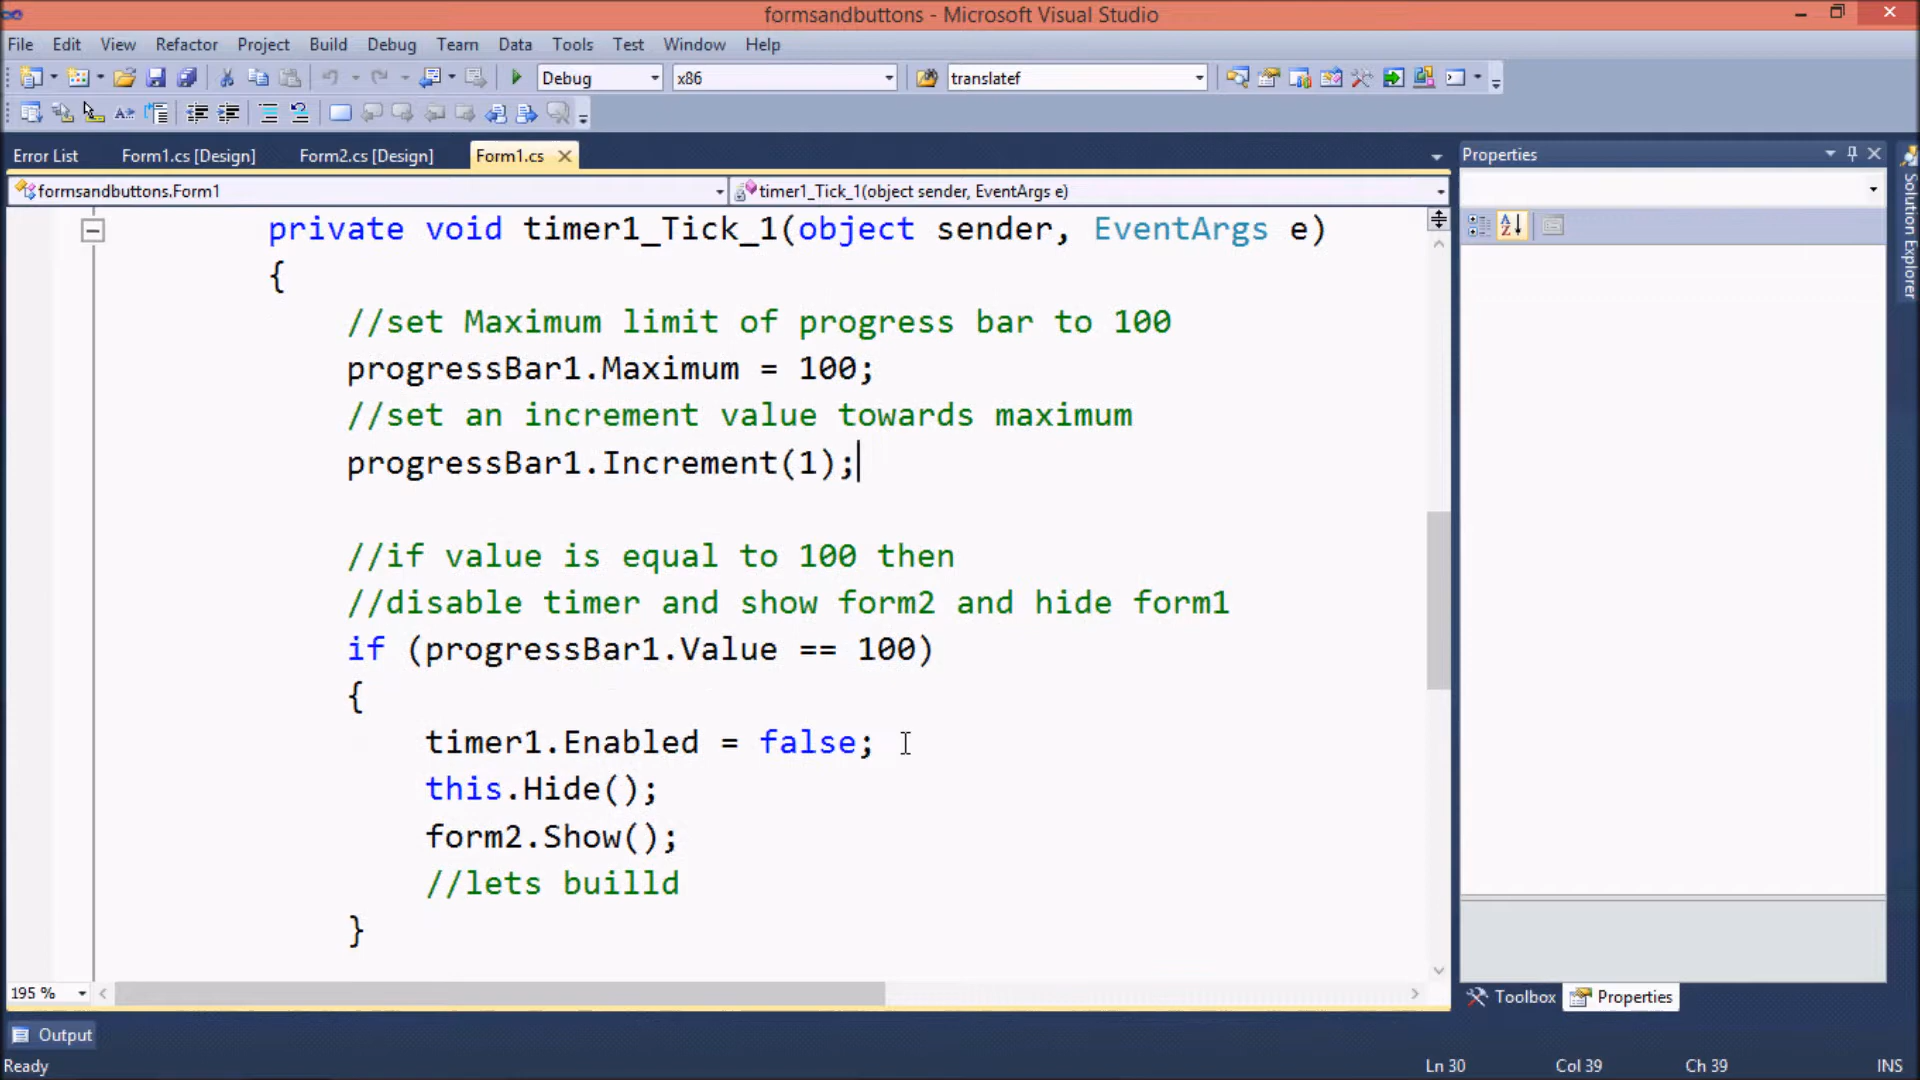 formsandbuttons - Microsoft Visual Studio
File Edit View Refactor Project Build Debug Team Data Tools Test Window Help
Debug x86 translatef
Error List Form1.cs [Design] Form2.cs [Design] Form1.cs
Properties
formsandbuttons.Form1 timer1_Tick_1(object sender, EventArgs e)
Solution Explorer
private void timer1_Tick_1(object sender, EventArgs e)
{
//set Maximum limit of progress bar to 100
progressBar1.Maximum = 100;
//set an increment value towards maximum
progressBar1.Increment(1);
//if value is equal to 100 then
//disable timer and show form2 and hide form1
if (progressBar1.Value == 100)
{
timer1.Enabled = false;
this.Hide();
form2.Show();
//lets builld
}
195 %
Toolbox Properties
Output
Ready Ln 30 Col 39 Ch 39 INS